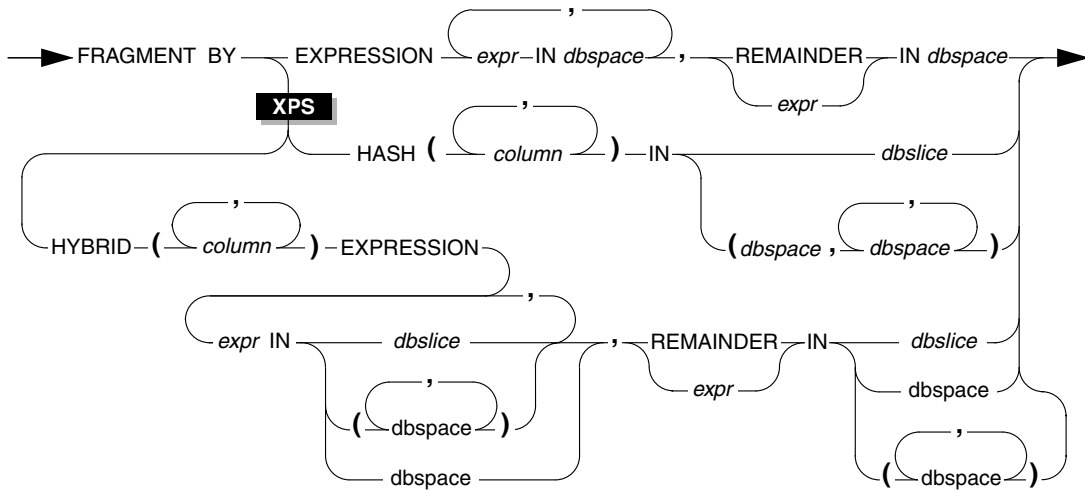 ,
,
FRAGMENT BY EXPRESSION expr IN dbspace , REMAINDER IN dbspace
expr
XPS
,
HASH ( column ) IN dbslice
,
,
HYBRID ( column ) EXPRESSION ( dbspace , dbspace )
,
expr IN dbslice , REMAINDER IN dbslice
expr
,
( dbspace ) dbspace
,
dbspace ( dbspace )